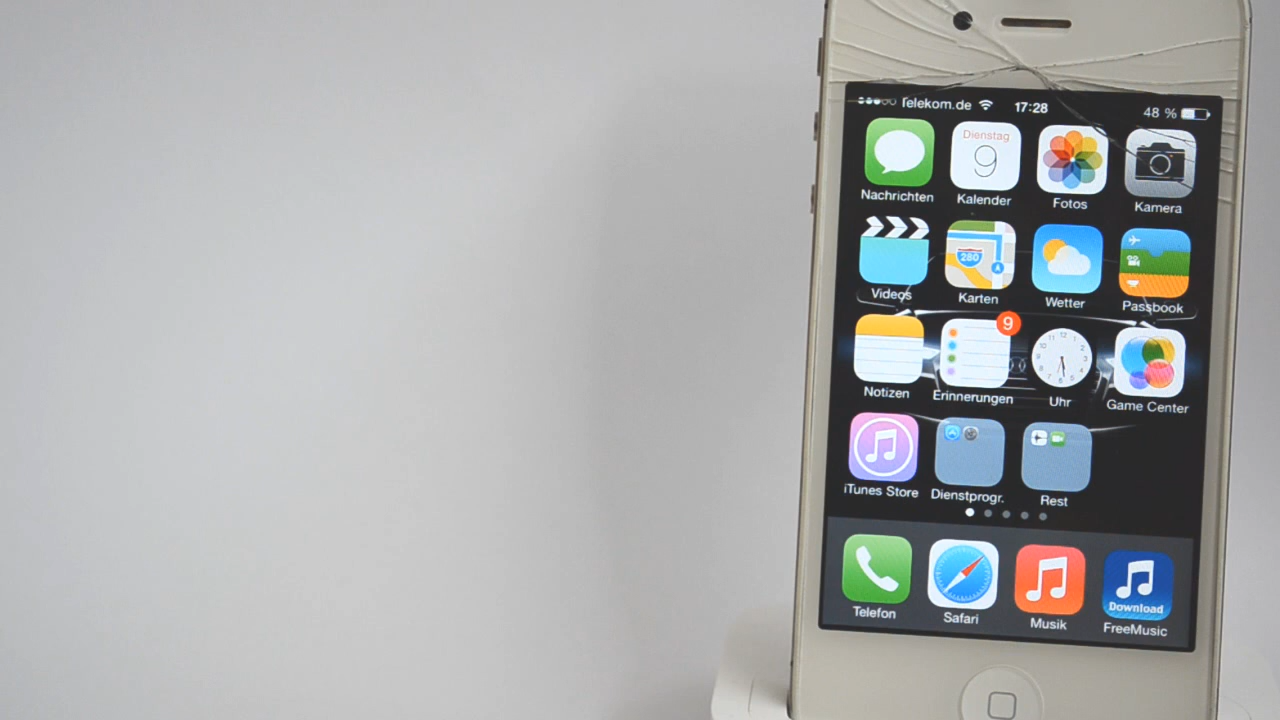 Telekom.de 17:28 48 %
Dienstag
9
Nachrichten Kalender Fotos Kamera
280
Videos Karten Wetter Passbook
9
Notizen Erinnerungen Uhr Game Center
iTunes Store Dienstprogr. Rest
Download
Telefon Safari Musik FreeMusic